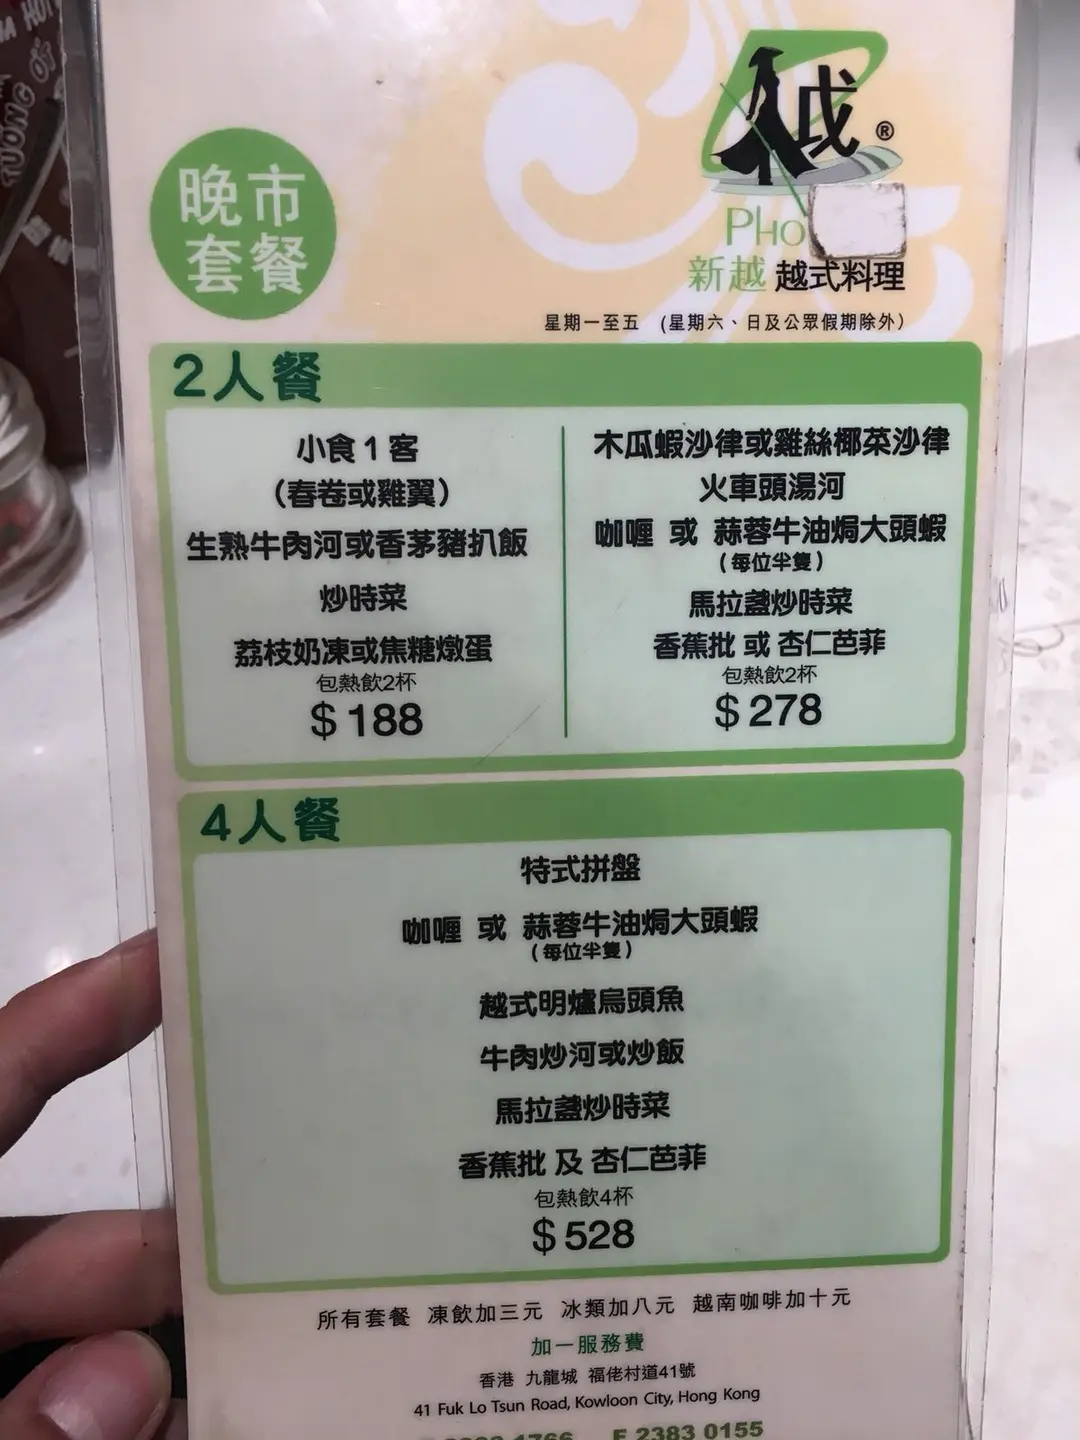 TUONG OT
晚市
套餐
越®
Pho
新越 越式料理
星期一至五 (星期六、日及公眾假期除外)
2人餐
小食1客
(春卷或雞翼)
生熟牛肉河或香茅豬扒飯
炒時菜
荔枝奶凍或焦糖燉蛋
包熱飲2杯
$188
木瓜蝦沙律或雞絲椰菜沙律
火車頭湯河
咖喱 或 蒜蓉牛油焗大頭蝦
(每位半隻)
馬拉盞炒時菜
香蕉批 或 杏仁芭菲
包熱飲2杯
$278
4人餐
特式拼盤
咖喱 或 蒜蓉牛油焗大頭蝦
(每位半隻)
越式明爐烏頭魚
牛肉炒河或炒飯
馬拉盞炒時菜
香蕉批 及 杏仁芭菲
包熱飲4杯
$528
所有套餐 凍飲加三元 冰類加八元 越南咖啡加十元
加一服務費
香港 九龍城 福佬村道41號
41 Fuk Lo Tsun Road, Kowloon City, Hong Kong
1766 F 2383 0155